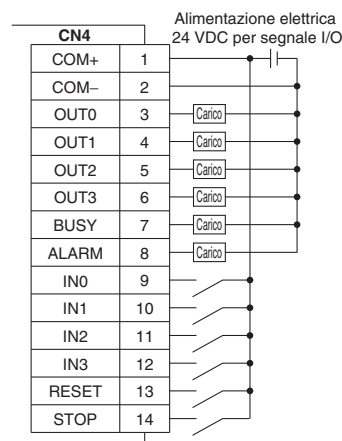 Alimentazione elettrica
24 VDC per segnale I/O
CN4
COM+ 1
COM− 2
OUT0 3 Carico
OUT1 4 Carico
OUT2 5 Carico
OUT3 6 Carico
BUSY 7 Carico
ALARM 8 Carico
IN0 9
IN1 10
IN2 11
IN3 12
RESET 13
STOP 14